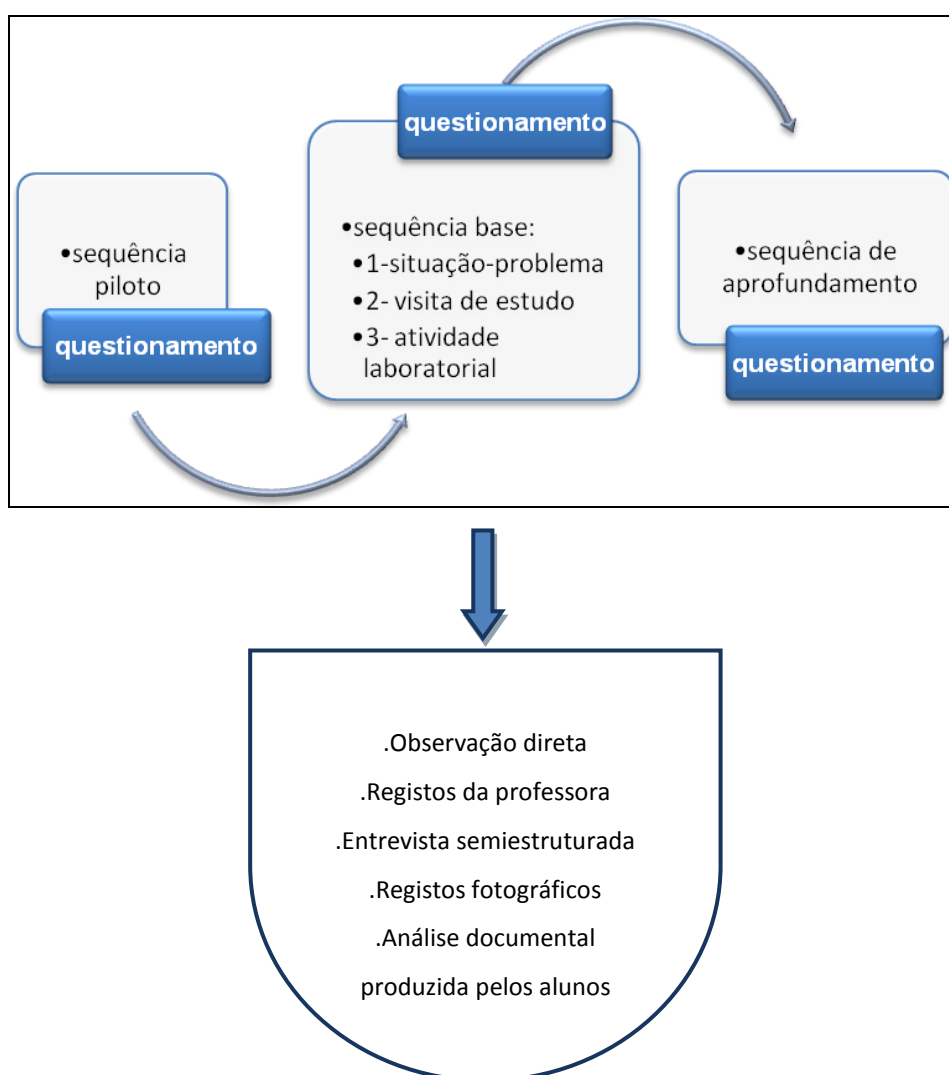 •sequência
piloto
questionamento
questionamento
•sequência base:
•1-situação-problema
•2- visita de estudo
•3- atividade
laboratorial
•sequência de
aprofundamento
questionamento
.Observação direta
.Registos da professora
.Entrevista semiestruturada
.Registos fotográficos
.Análise documental
produzida pelos alunos